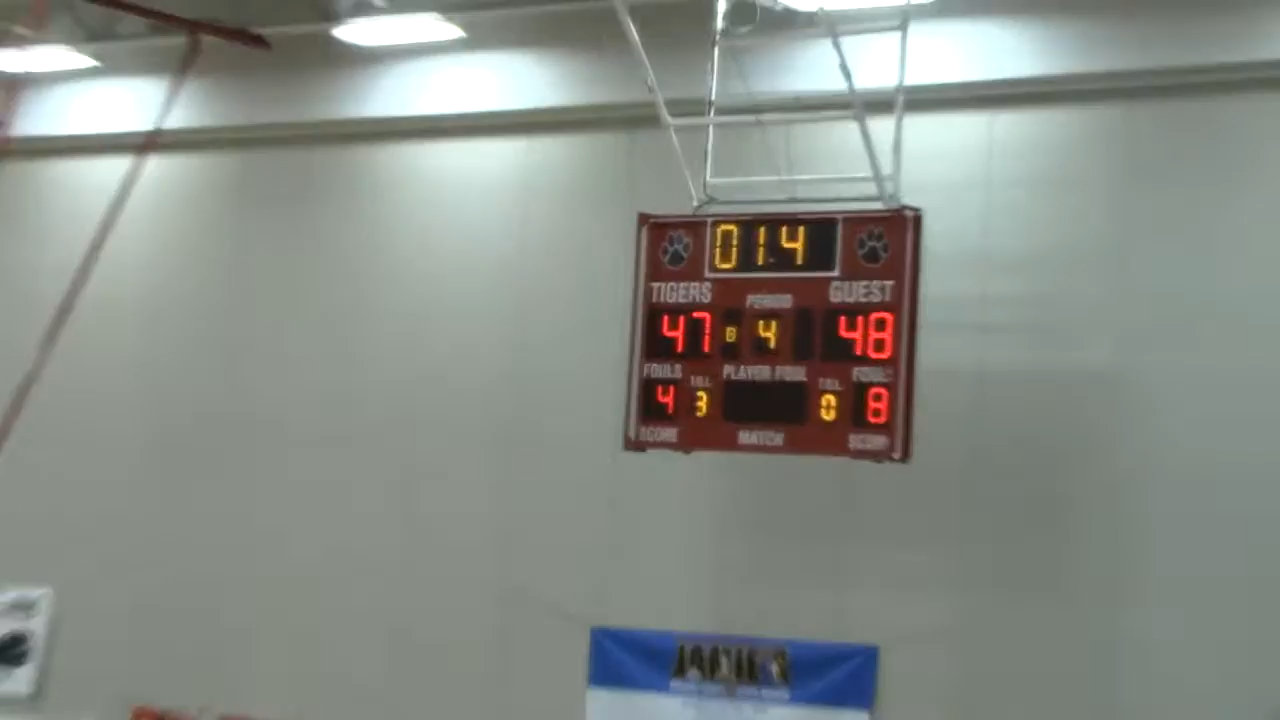 01.4
TIGERS PERIOD GUEST
47 B 4 48
FOULS T.O.L. PLAYER FOUL T.O.L. FOULS
4 3 0 8
SCORE MATCH SCORE